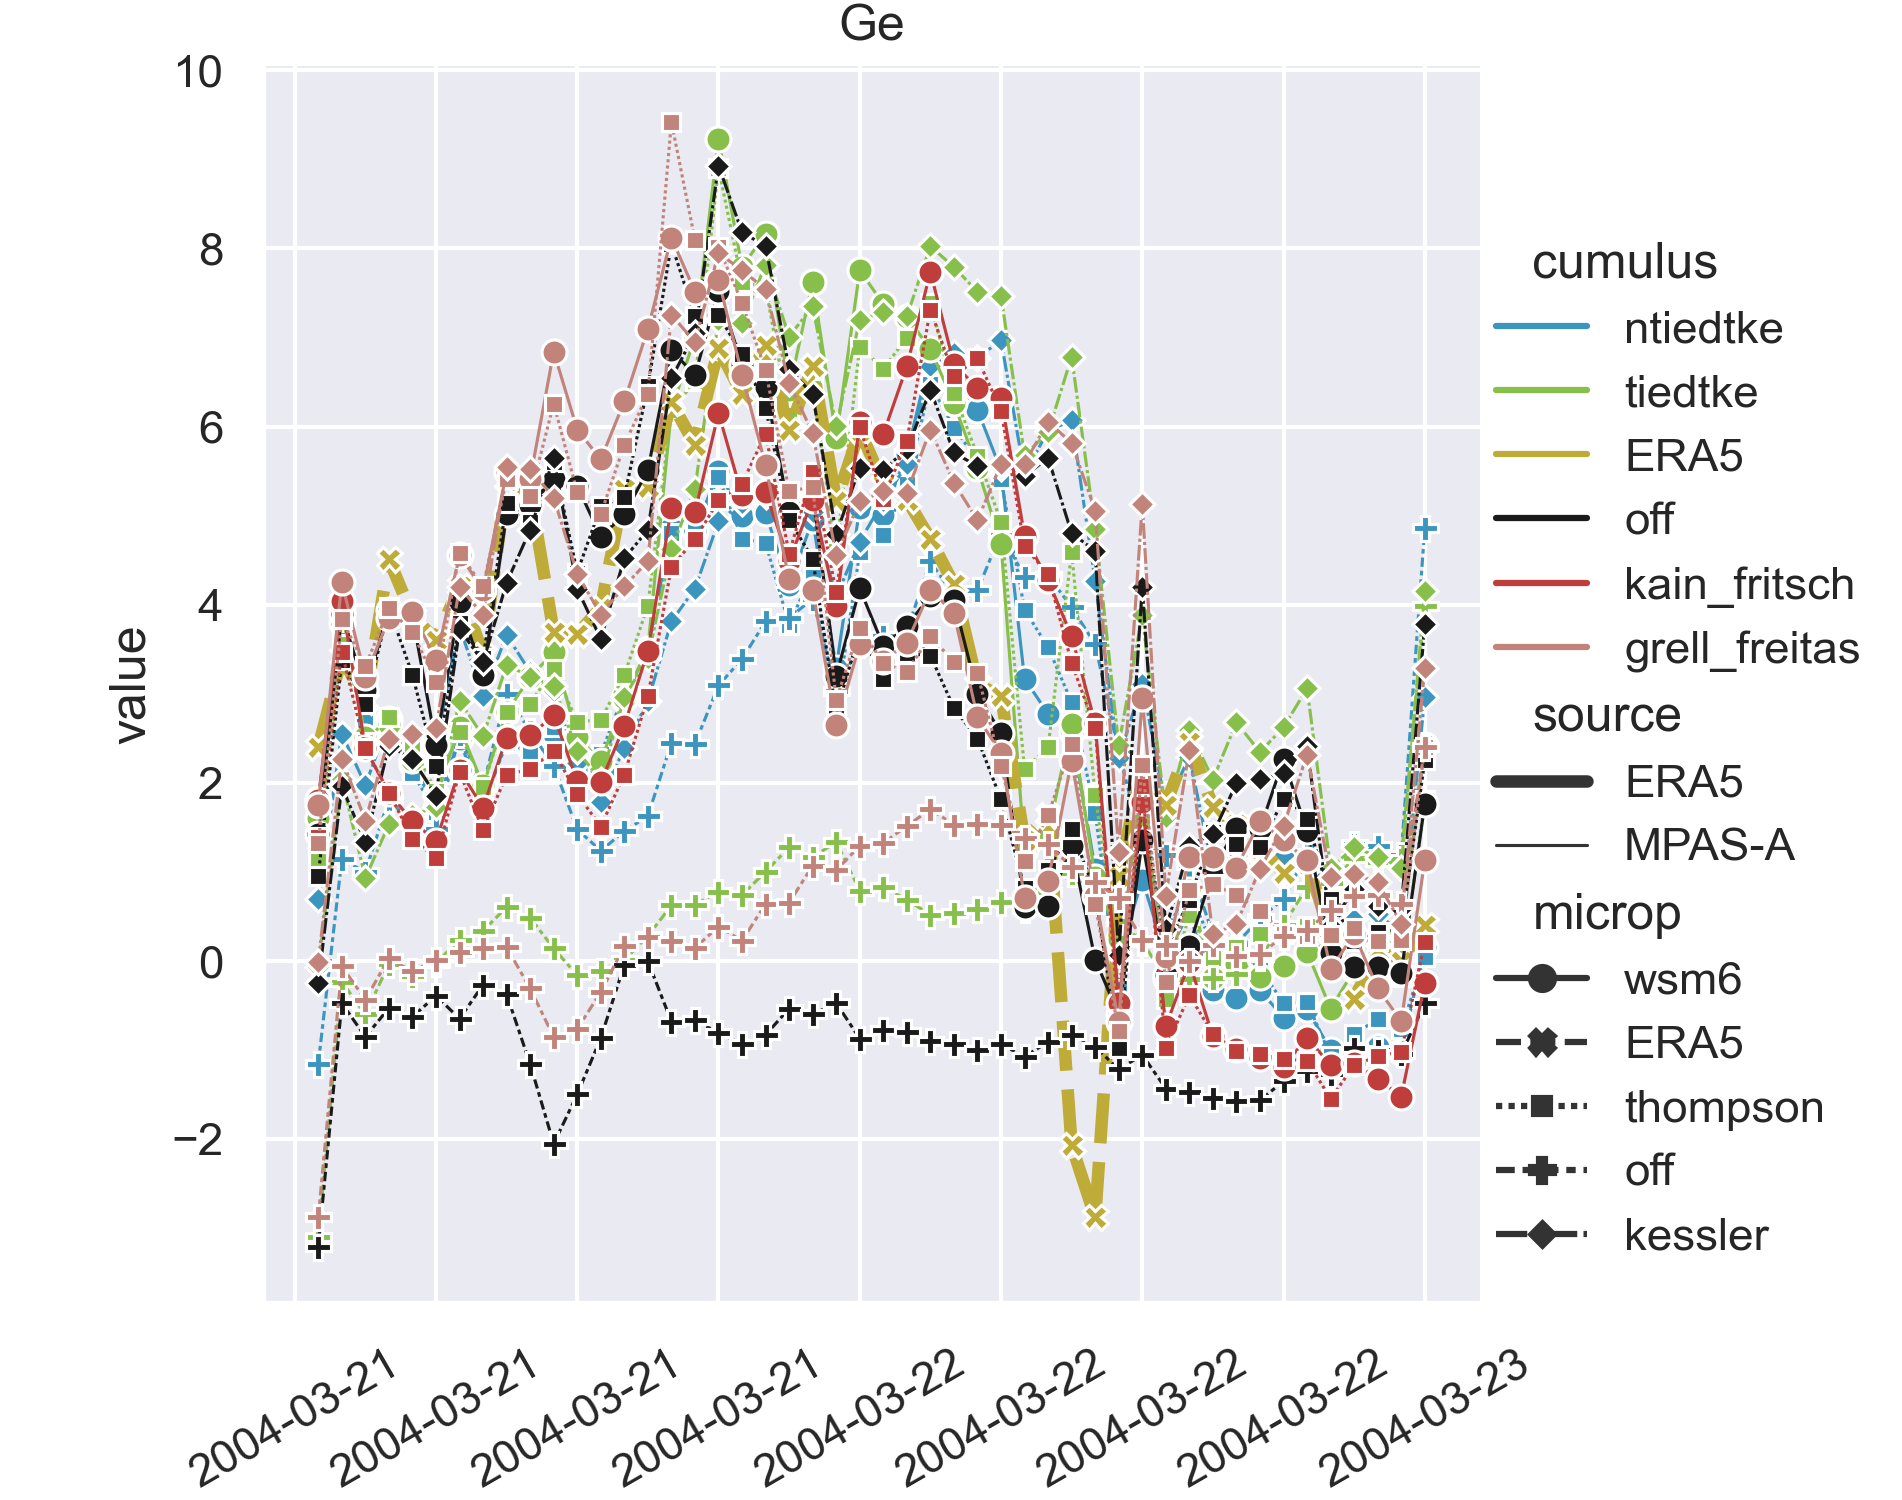 Ge
10
8
6
4
2
0
−2
value
2004-03-21
2004-03-21
2004-03-21
2004-03-21
2004-03-22
2004-03-22
2004-03-22
2004-03-22
2004-03-23
cumulus
ntiedtke
tiedtke
ERA5
off
kain_fritsch
grell_freitas
source
ERA5
MPAS-A
microp
wsm6
ERA5
thompson
off
kessler